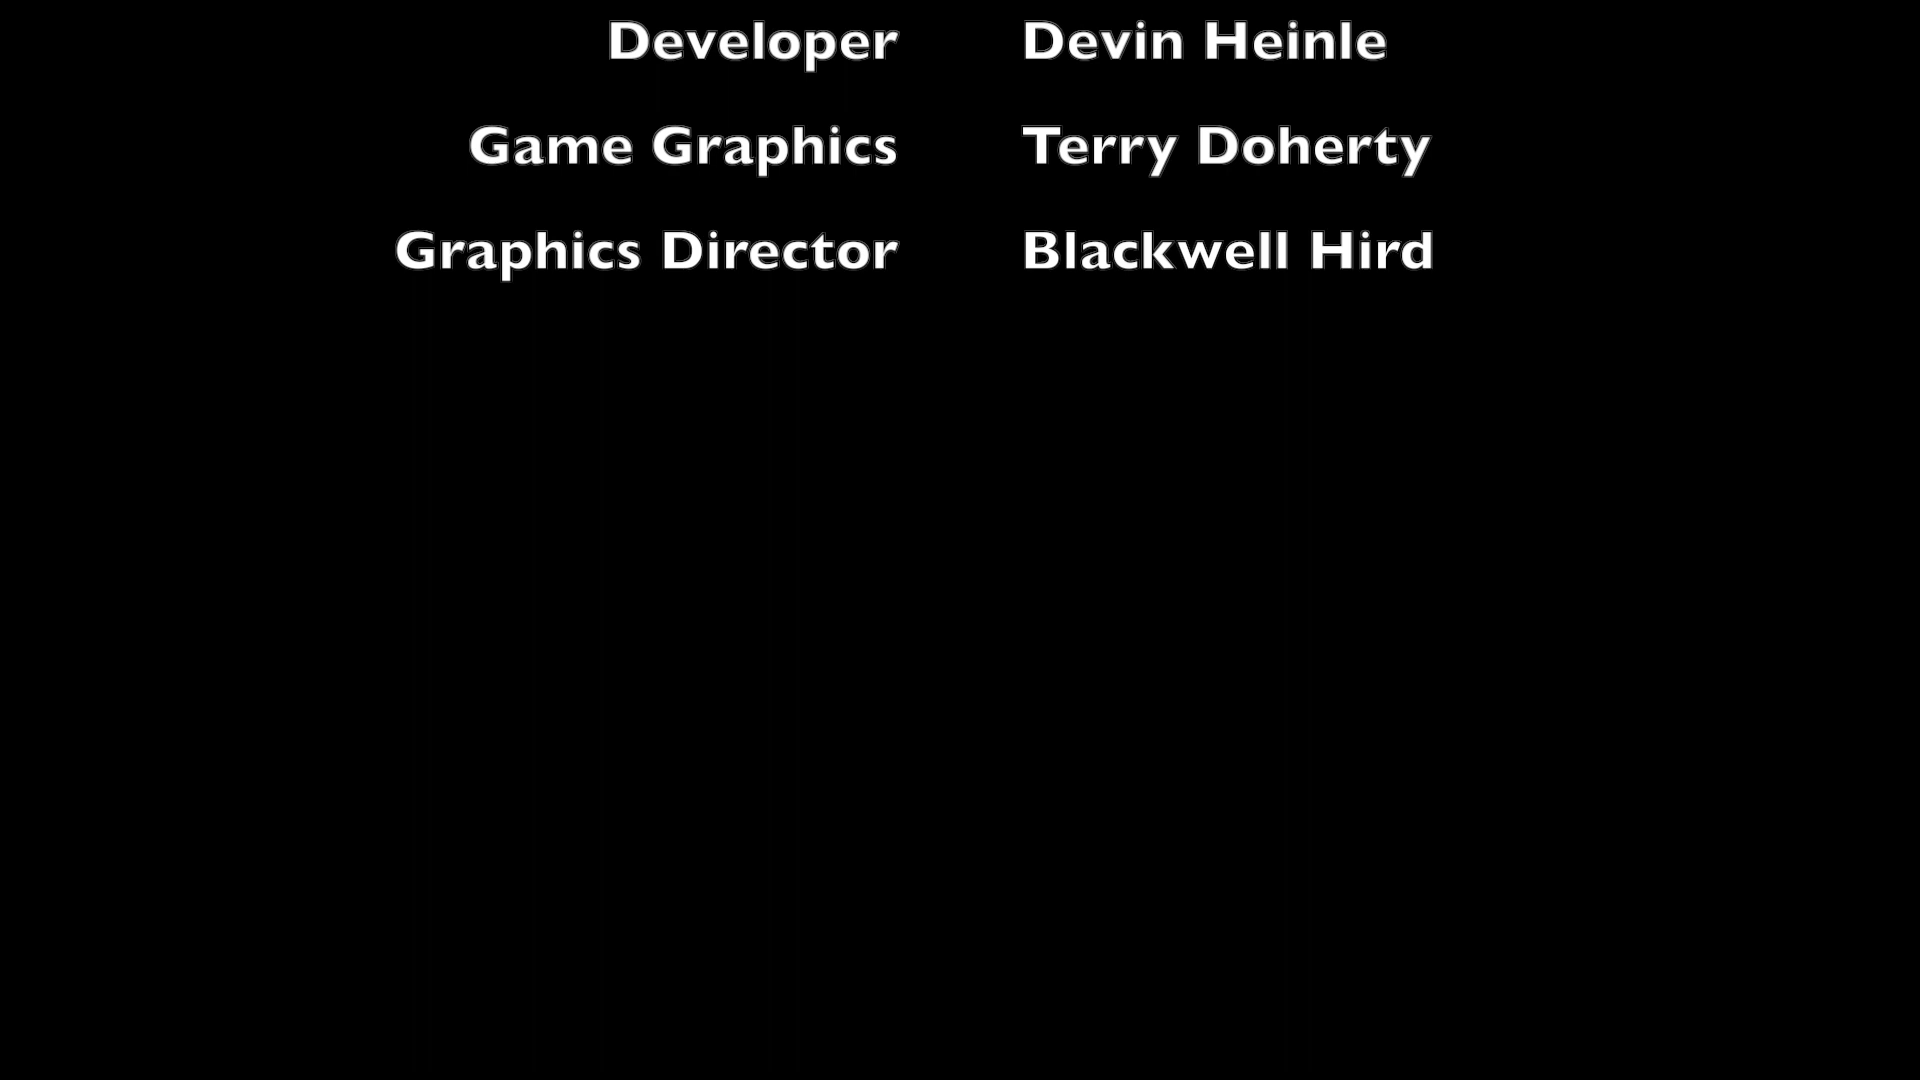 Developer Devin Heinle
Game Graphics Terry Doherty
Graphics Director Blackwell Hird